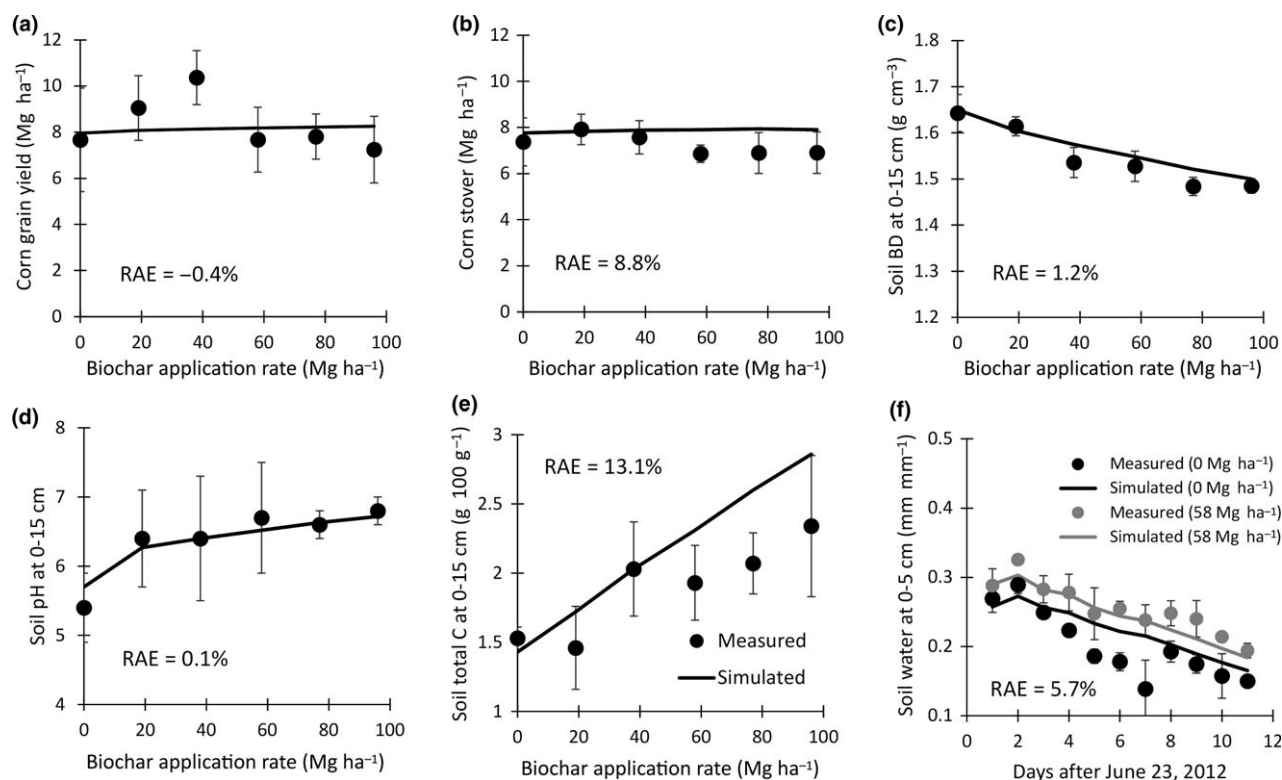 (a)
Corn grain yield (Mg ha⁻¹)
12
10
8
6
4
2
0
RAE = −0.4%
0 20 40 60 80 100
Biochar application rate (Mg ha⁻¹)
(b)
Corn stover (Mg ha⁻¹)
12
10
8
6
4
2
0
RAE = 8.8%
0 20 40 60 80 100
Biochar application rate (Mg ha⁻¹)
(c)
Soil BD at 0-15 cm (g cm⁻³)
1.8
1.7
1.6
1.5
1.4
1.3
1.2
RAE = 1.2%
0 20 40 60 80 100
Biochar application rate (Mg ha⁻¹)
(d)
Soil pH at 0-15 cm
8
7
6
5
4
RAE = 0.1%
0 20 40 60 80 100
Biochar application rate (Mg ha⁻¹)
(e)
Soil total C at 0-15 cm (g 100 g⁻¹)
3
2.5
2
1.5
1
RAE = 13.1%
Measured
Simulated
0 20 40 60 80 100
Biochar application rate (Mg ha⁻¹)
(f)
Soil water at 0-5 cm (mm mm⁻¹)
0.5
0.4
0.3
0.2
0.1
Measured (0 Mg ha⁻¹)
Simulated (0 Mg ha⁻¹)
Measured (58 Mg ha⁻¹)
Simulated (58 Mg ha⁻¹)
RAE = 5.7%
0 2 4 6 8 10 12
Days after June 23, 2012